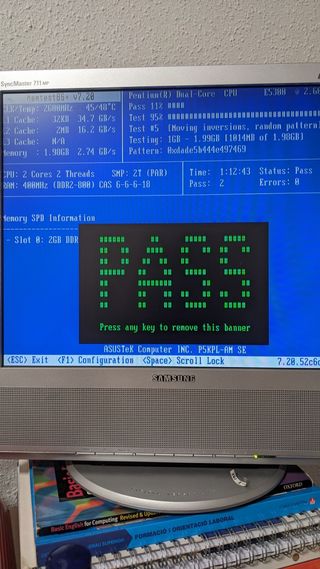 SyncMaster 711MP
Memtest86+ v7.20
Pentium(R) Dual-Core CPU E5300 @ 2.60
CLK/Temp: 2600MHz 45/48°C
Pass 11% ####
L1 Cache: 32KB 34.7 GB/s
Test 95%
L2 Cache: 2MB 16.2 GB/s
Test #5 [Moving inversions, random pattern]
L3 Cache: N/A
Testing: 1GB - 1.99GB [1014MB of 1.98GB]
Memory : 1.98GB 2.74 GB/s
Pattern: 0xdade5b444e497469
CPU: 2 Cores 2 Threads SMP: 2T (PAR)
Time: 1:12:43 Status: Pass
RAM: 400MHz (DDR2-800) CAS 6-6-6-18
Pass: 2 Errors: 0
Memory SPD Information
- Slot 0: 2GB DDR
PASS
Press any key to remove this banner
ASUSTeK Computer INC. P5KPL-AM SE
<ESC> Exit <F1> Configuration <Space> Scroll Lock 7.20.52c6
SAMSUNG
OXFORD
Basic English for Computing Revised &
GRAU SUPERIOR
FORMACIÓ I ORIENTACIÓ LABORAL